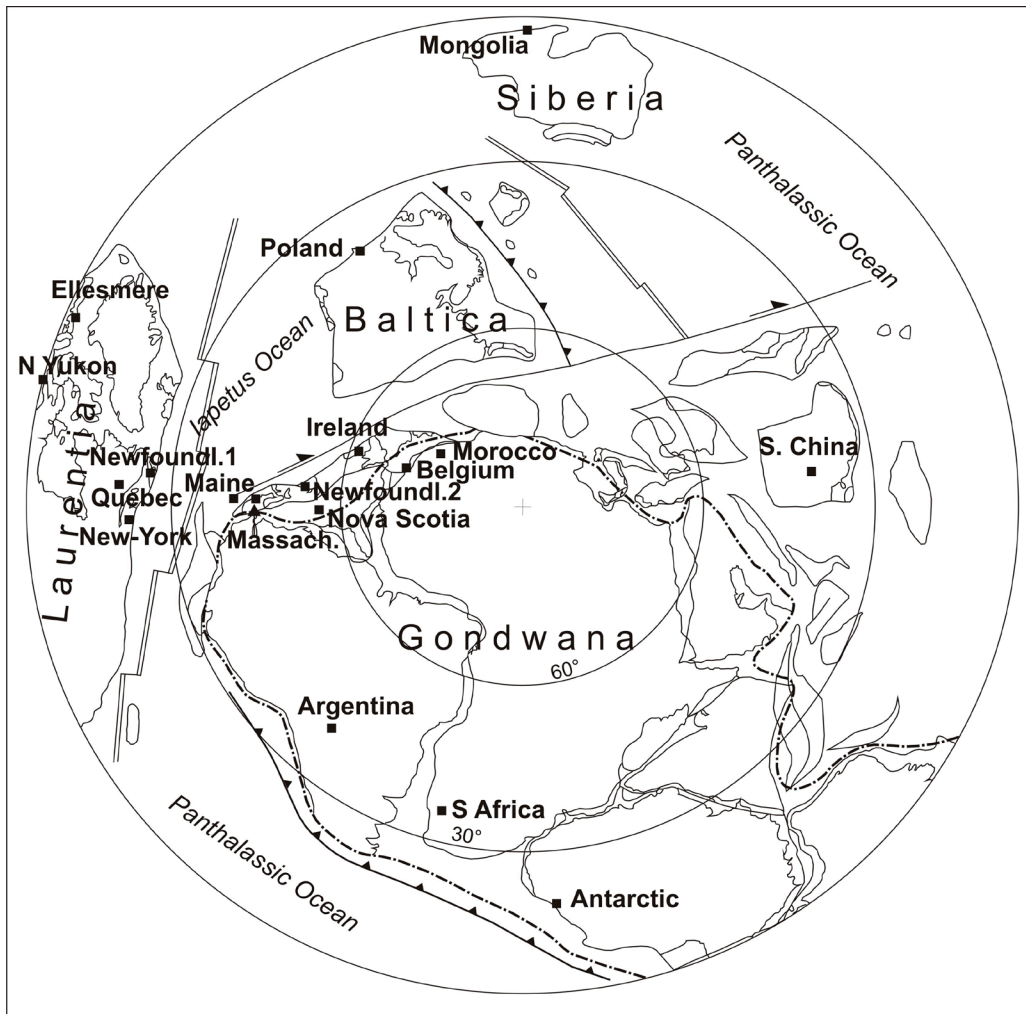 Mongolia
Siberia
Panthalassic Ocean
Poland
Ellesmere
Baltica
N Yukon
Iapetus Ocean
Laurentia
Ireland
Morocco
S. China
Newfoundl.1
Belgium
Maine
Quebec
Newfoundl.2
Nova Scotia
New-York
Massach.
Gondwana
60°
Argentina
S Africa
30°
Panthalassic Ocean
Antarctic